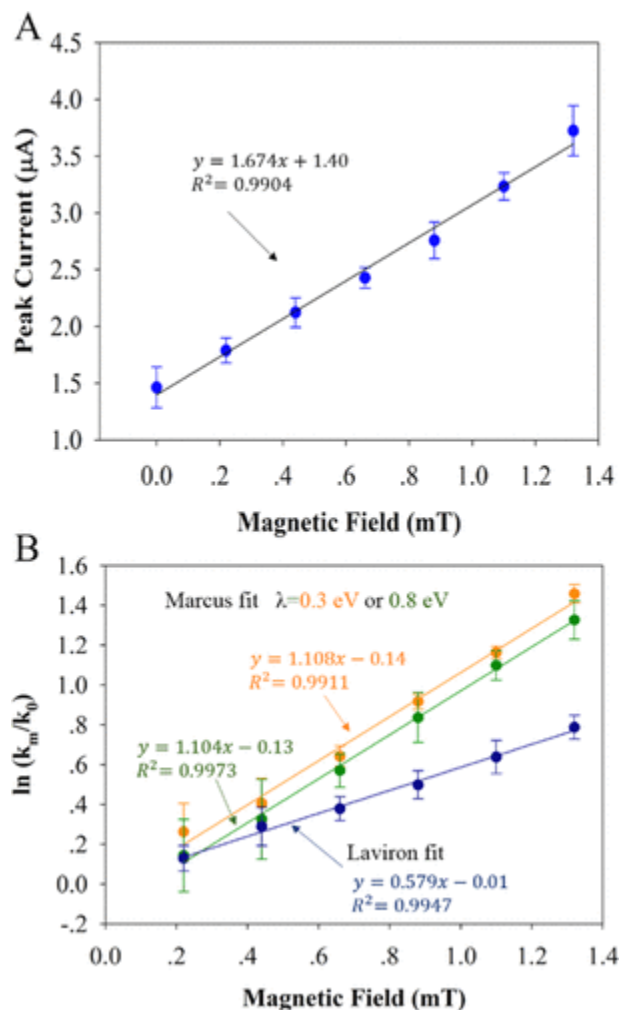 A
4.5
4.0
3.5
3.0
2.5
2.0
1.5
1.0
Peak Current (µA)
y = 1.674x + 1.40
R² = 0.9904
0.0 .2 .4 .6 .8 1.0 1.2 1.4
Magnetic Field (mT)
B
1.6
1.4
1.2
1.0
.8
.6
.4
.2
0.0
-.2
ln (kₘ/k₀)
Marcus fit λ=0.3 eV or 0.8 eV
y = 1.108x − 0.14
R² = 0.9911
y = 1.104x − 0.13
R² = 0.9973
Laviron fit
y = 0.579x − 0.01
R² = 0.9947
0.0 .2 .4 .6 .8 1.0 1.2 1.4
Magnetic Field (mT)